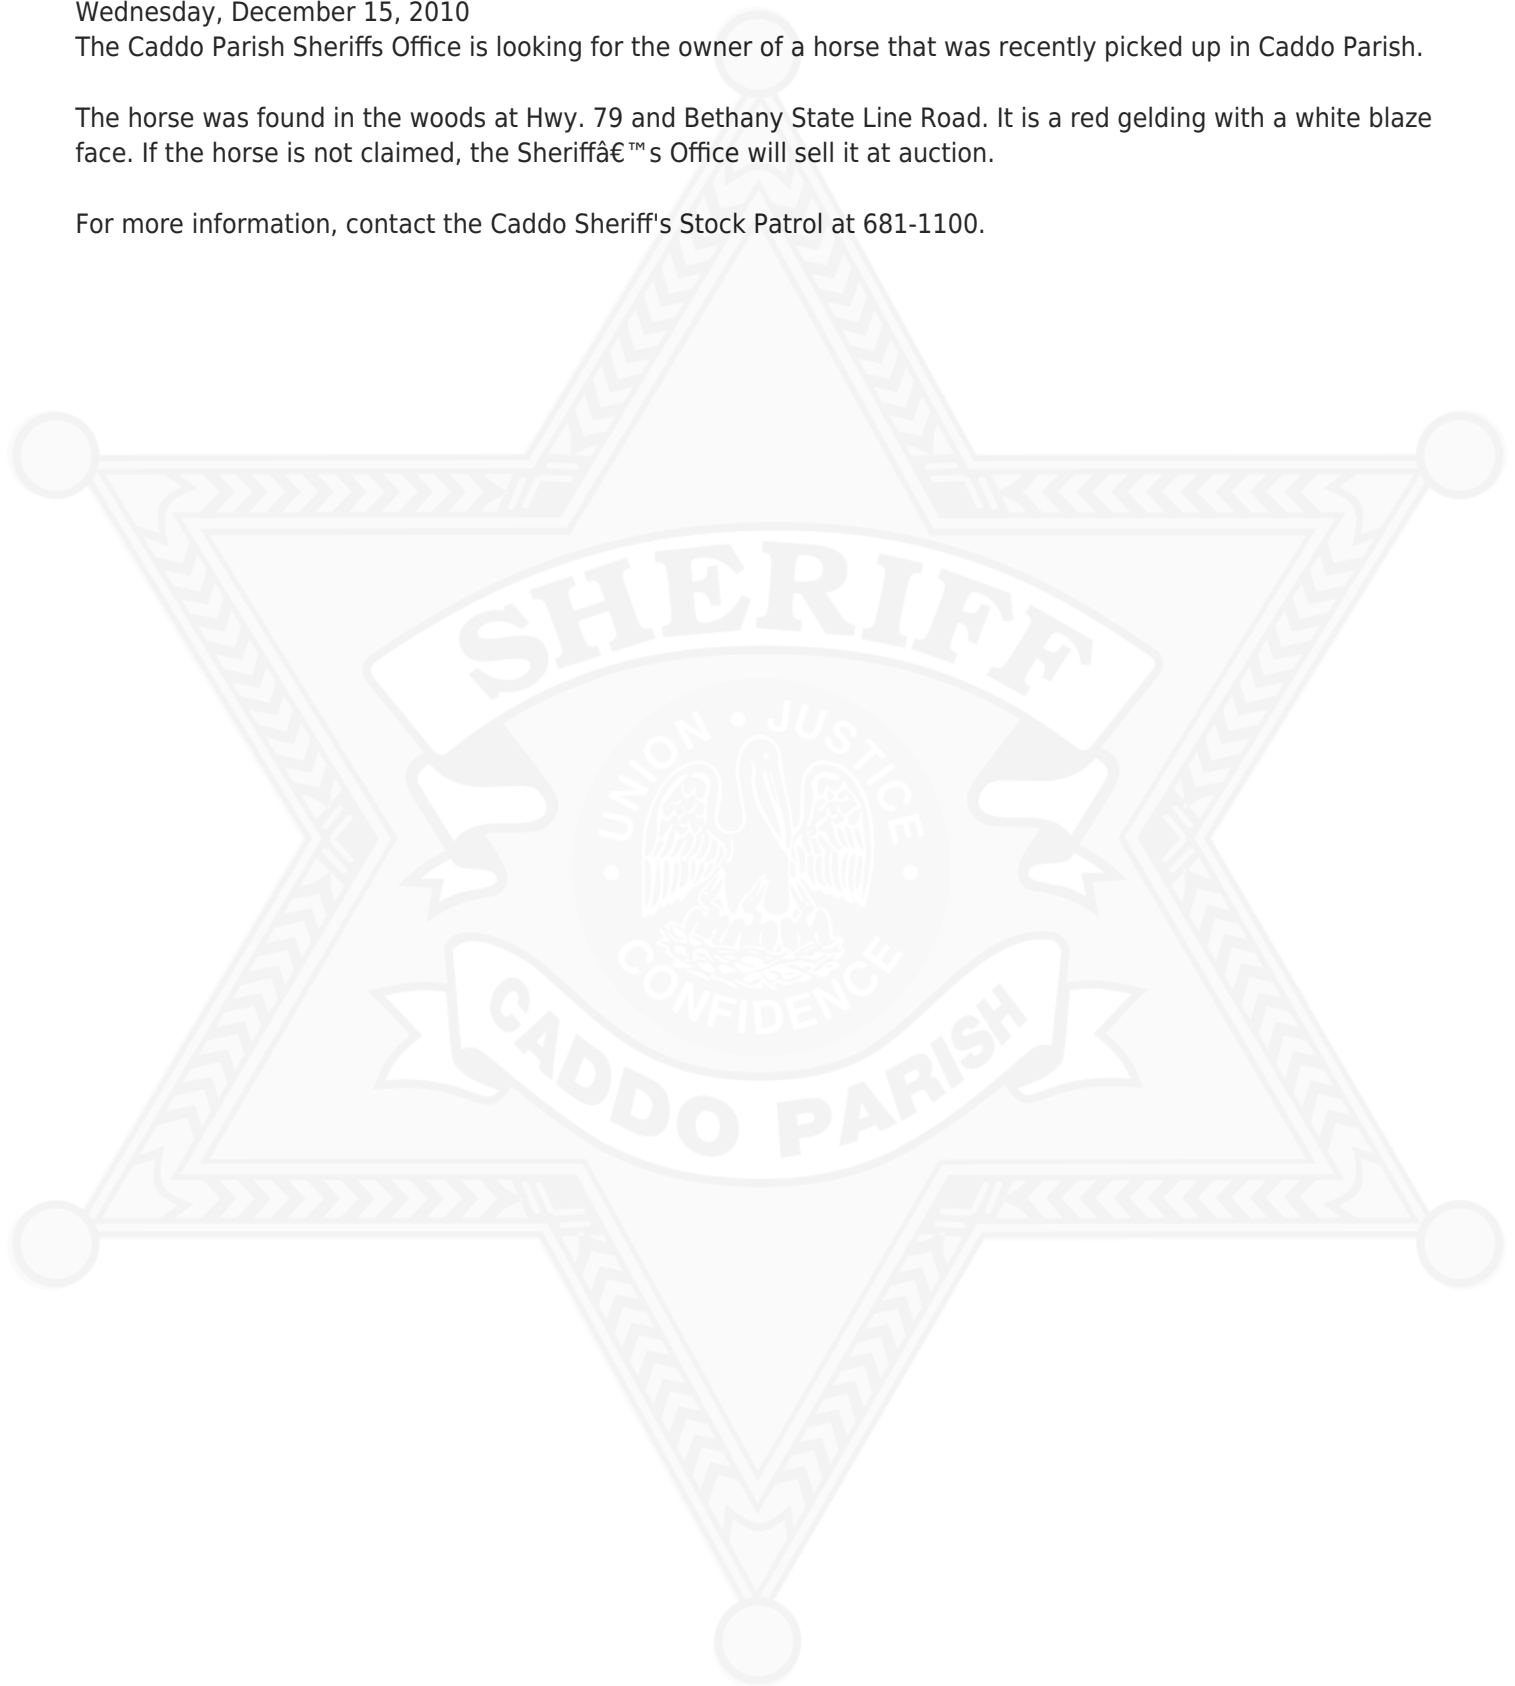 Wednesday, December 15, 2010
The Caddo Parish Sheriffs Office is looking for the owner of a horse that was recently picked up in Caddo Parish.
The horse was found in the woods at Hwy. 79 and Bethany State Line Road. It is a red gelding with a white blaze
face. If the horse is not claimed, the Sheriffâ€™s Office will sell it at auction.
For more information, contact the Caddo Sheriff's Stock Patrol at 681-1100.
SHERIFF
UNION • JUSTICE
• CONFIDENCE •
CADDO PARISH